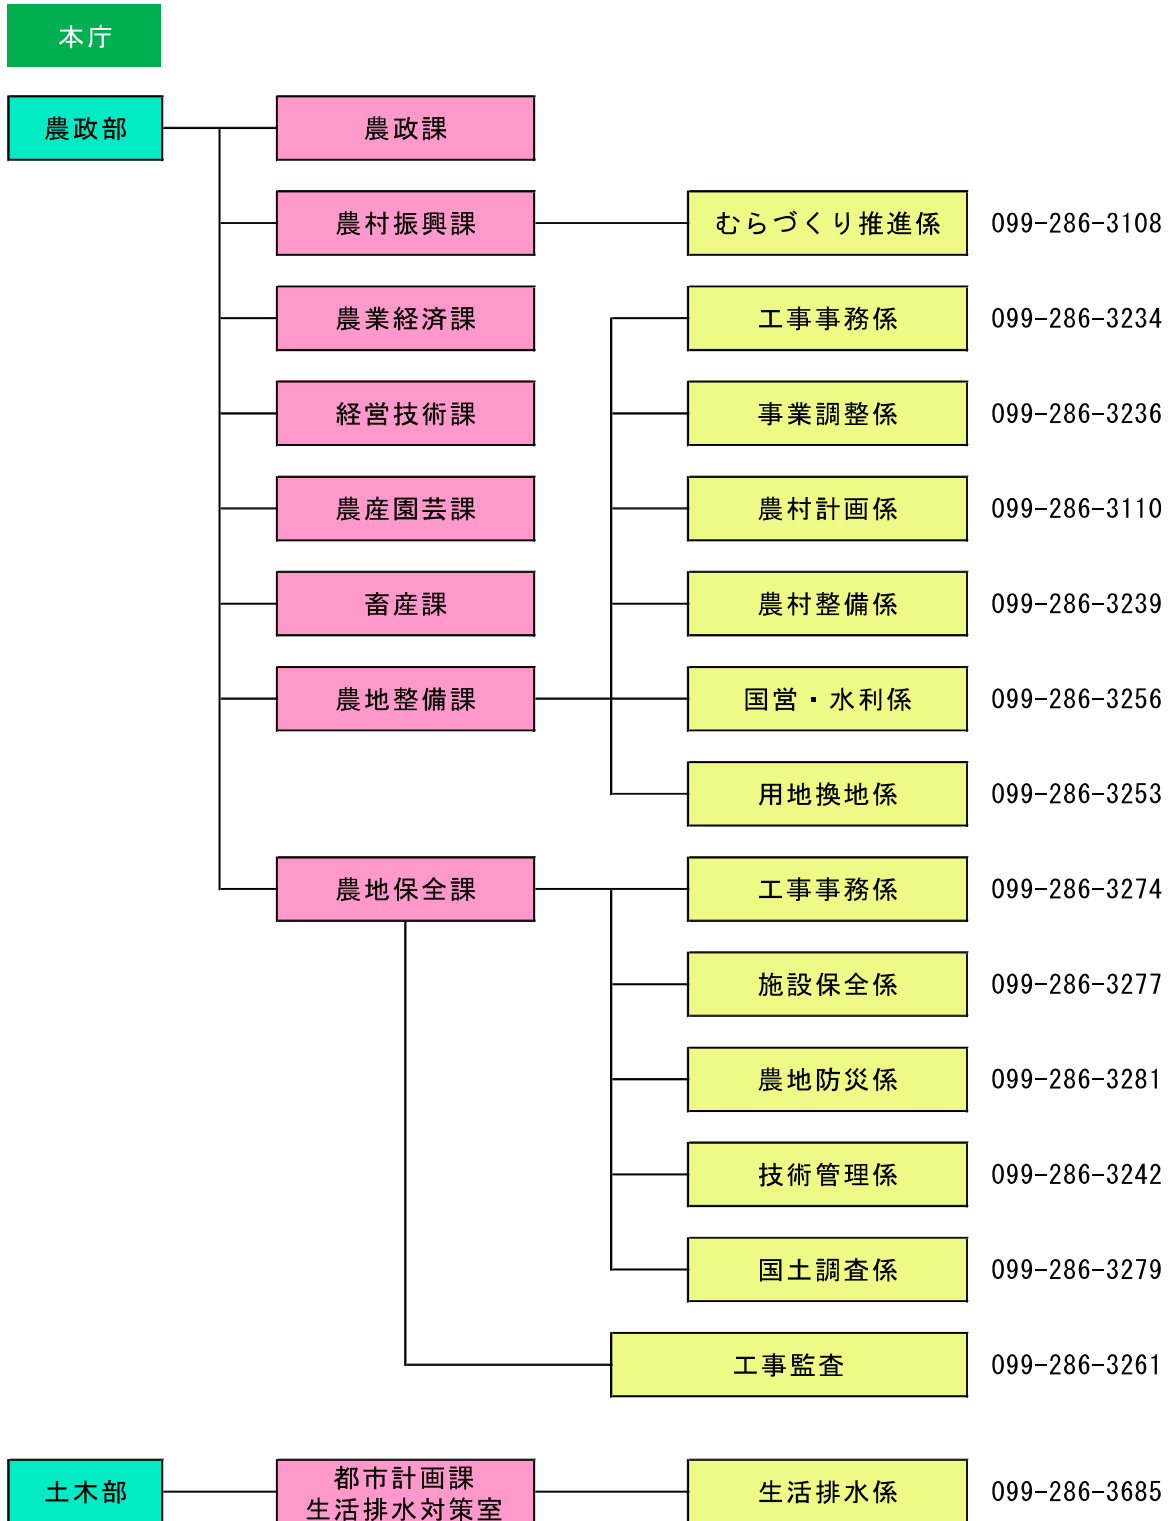 本庁
農政部
農政課
農村振興課
むらづくり推進係 099-286-3108
農業経済課
工事事務係 099-286-3234
経営技術課
事業調整係 099-286-3236
農産園芸課
農村計画係 099-286-3110
畜産課
農村整備係 099-286-3239
農地整備課
国営・水利係 099-286-3256
用地換地係 099-286-3253
農地保全課
工事事務係 099-286-3274
施設保全係 099-286-3277
農地防災係 099-286-3281
技術管理係 099-286-3242
国土調査係 099-286-3279
工事監査 099-286-3261
土木部
都市計画課
生活排水対策室
生活排水係 099-286-3685